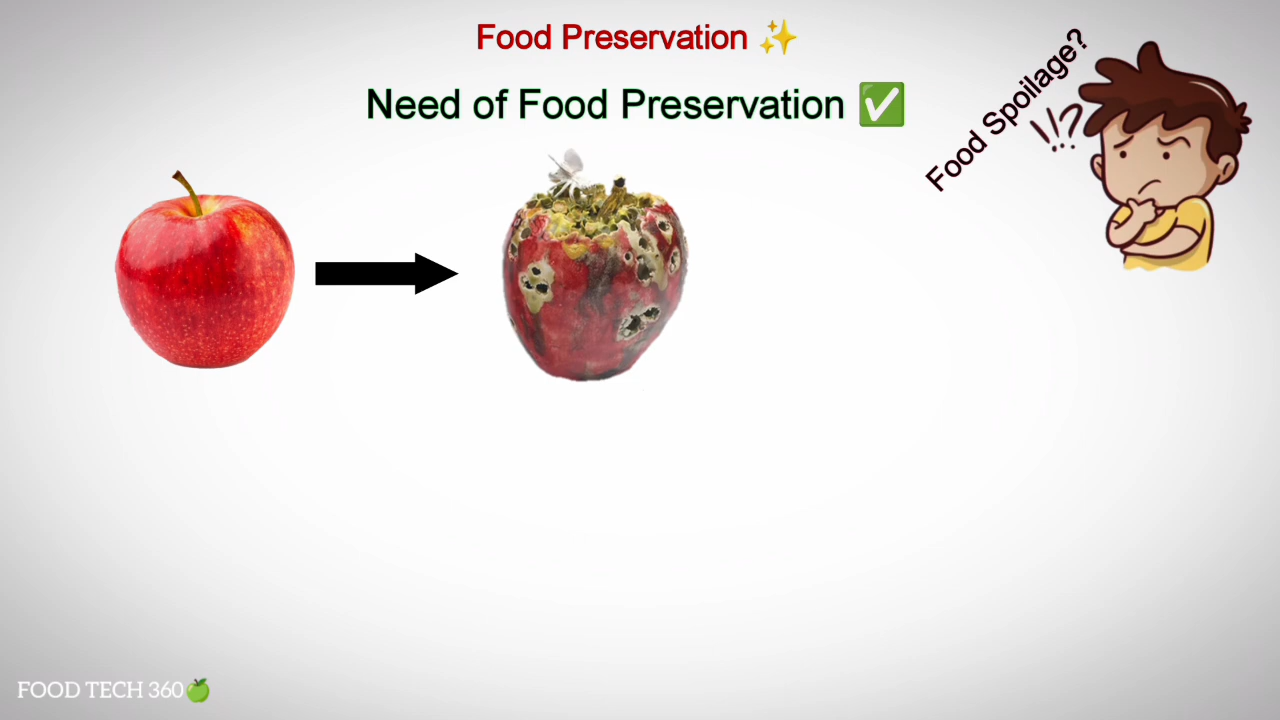 Food Preservation ✨
Need of Food Preservation ✅
Food Spoilage?
!?
FOOD TECH 360🍏